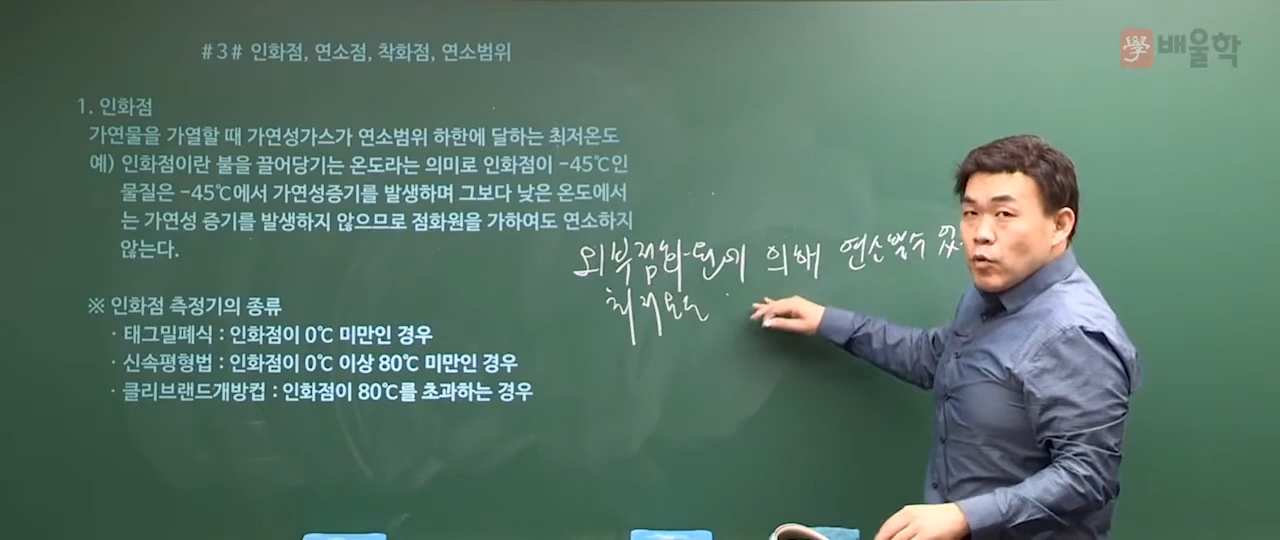 #3# 인화점, 연소점, 착화점, 연소범위
學 배울학
1. 인화점
가연물을 가열할 때 가연성가스가 연소범위 하한에 달하는 최저온도
예) 인화점이란 불을 끌어당기는 온도라는 의미로 인화점이 -45℃인
물질은 -45℃에서 가연성증기를 발생하며 그보다 낮은 온도에서
는 가연성 증기를 발생하지 않으므로 점화원을 가하여도 연소하지
않는다.
외부점화원에 의해 연소될수 있
최저온도
※ 인화점 측정기의 종류
· 태그밀폐식 : 인화점이 0℃ 미만인 경우
· 신속평형법 : 인화점이 0℃ 이상 80℃ 미만인 경우
· 클리브랜드개방컵 : 인화점이 80℃를 초과하는 경우